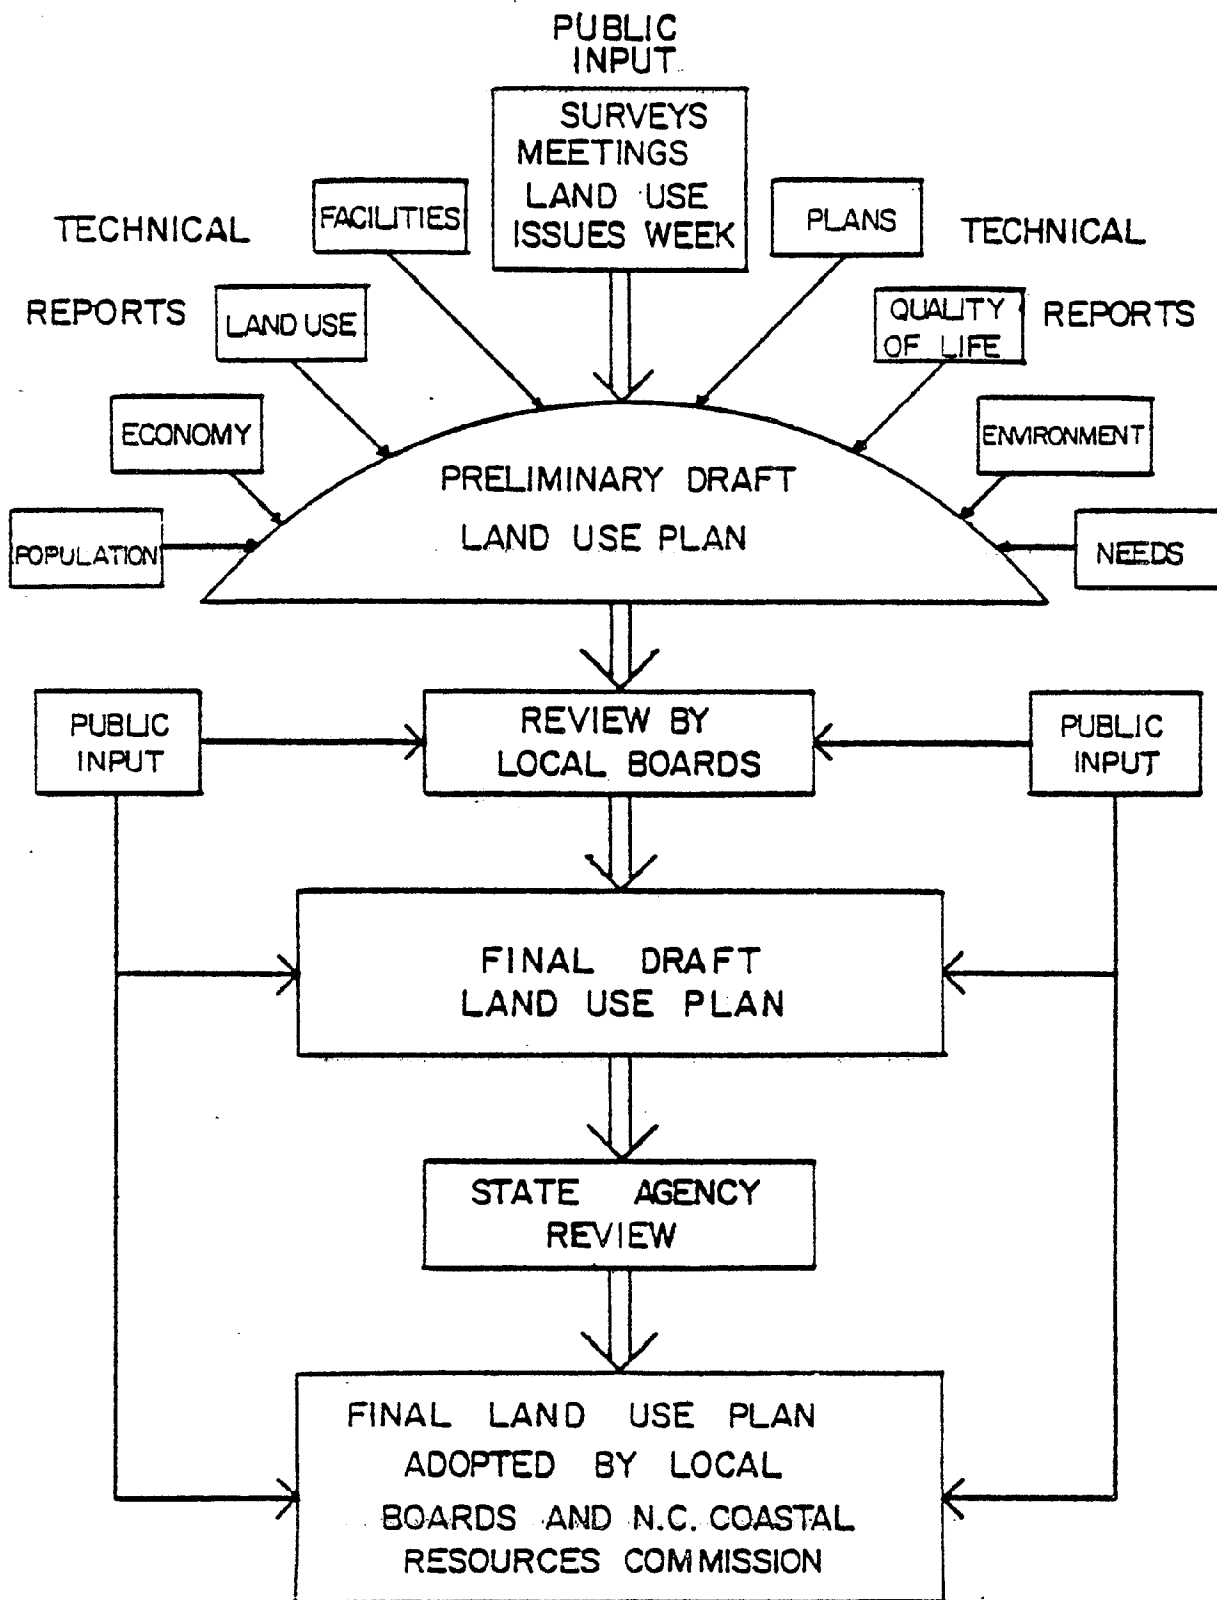 PUBLIC
INPUT
SURVEYS
MEETINGS
LAND USE
ISSUES WEEK
FACILITIES
PLANS
TECHNICAL
TECHNICAL
REPORTS
LAND USE
QUALITY
OF LIFE
REPORTS
ECONOMY
ENVIRONMENT
PRELIMINARY DRAFT
LAND USE PLAN
POPULATION
NEEDS
PUBLIC
INPUT
REVIEW BY
LOCAL BOARDS
PUBLIC
INPUT
FINAL DRAFT
LAND USE PLAN
STATE AGENCY
REVIEW
FINAL LAND USE PLAN
ADOPTED BY LOCAL
BOARDS AND N.C. COASTAL
RESOURCES COMMISSION